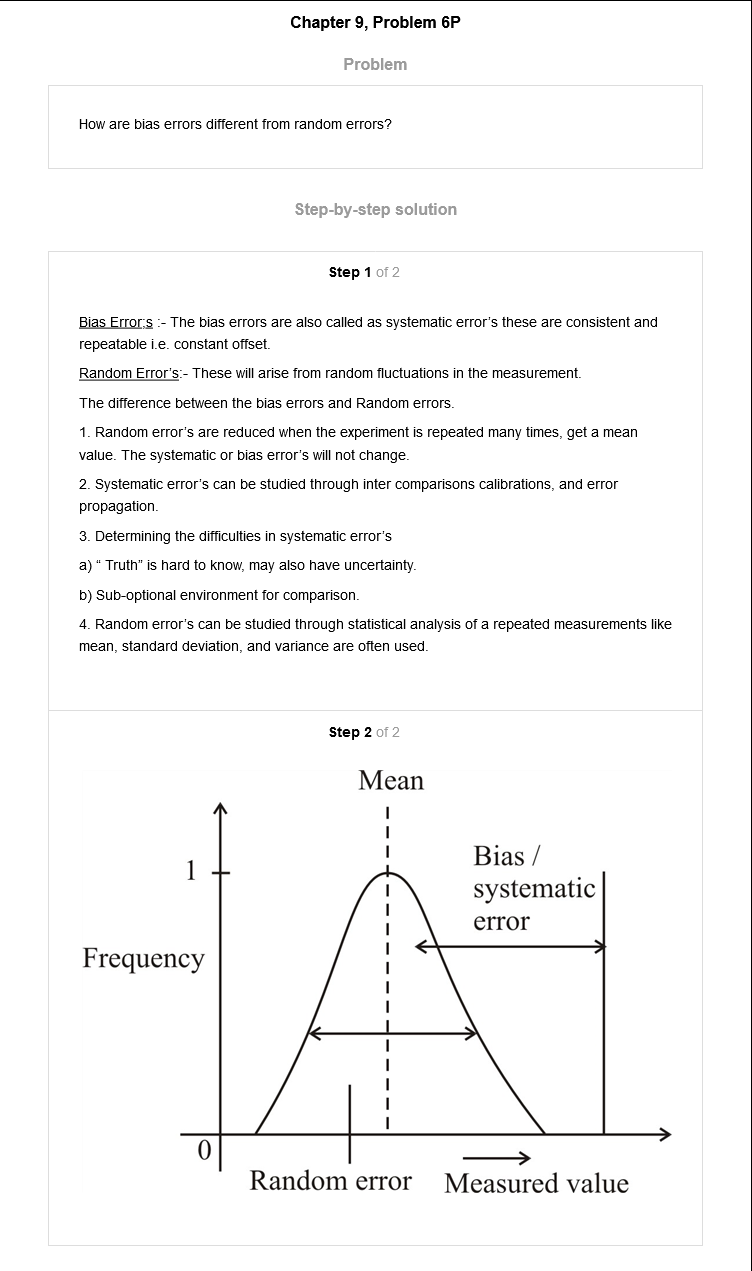 Chapter 9, Problem 6P
Problem
How are bias errors different from random errors?
Step-by-step solution
Step 1 of 2
Bias Error;s :- The bias errors are also called as systematic error’s these are consistent and
repeatable i.e. constant offset.
Random Error’s:- These will arise from random fluctuations in the measurement.
The difference between the bias errors and Random errors.
1. Random error’s are reduced when the experiment is repeated many times, get a mean
value. The systematic or bias error’s will not change.
2. Systematic error’s can be studied through inter comparisons calibrations, and error
propagation.
3. Determining the difficulties in systematic error’s
a) “ Truth” is hard to know, may also have uncertainty.
b) Sub-optional environment for comparison.
4. Random error’s can be studied through statistical analysis of a repeated measurements like
mean, standard deviation, and variance are often used.
Step 2 of 2
Mean
Bias /
1
systematic
error
Frequency
0
Random error
Measured value